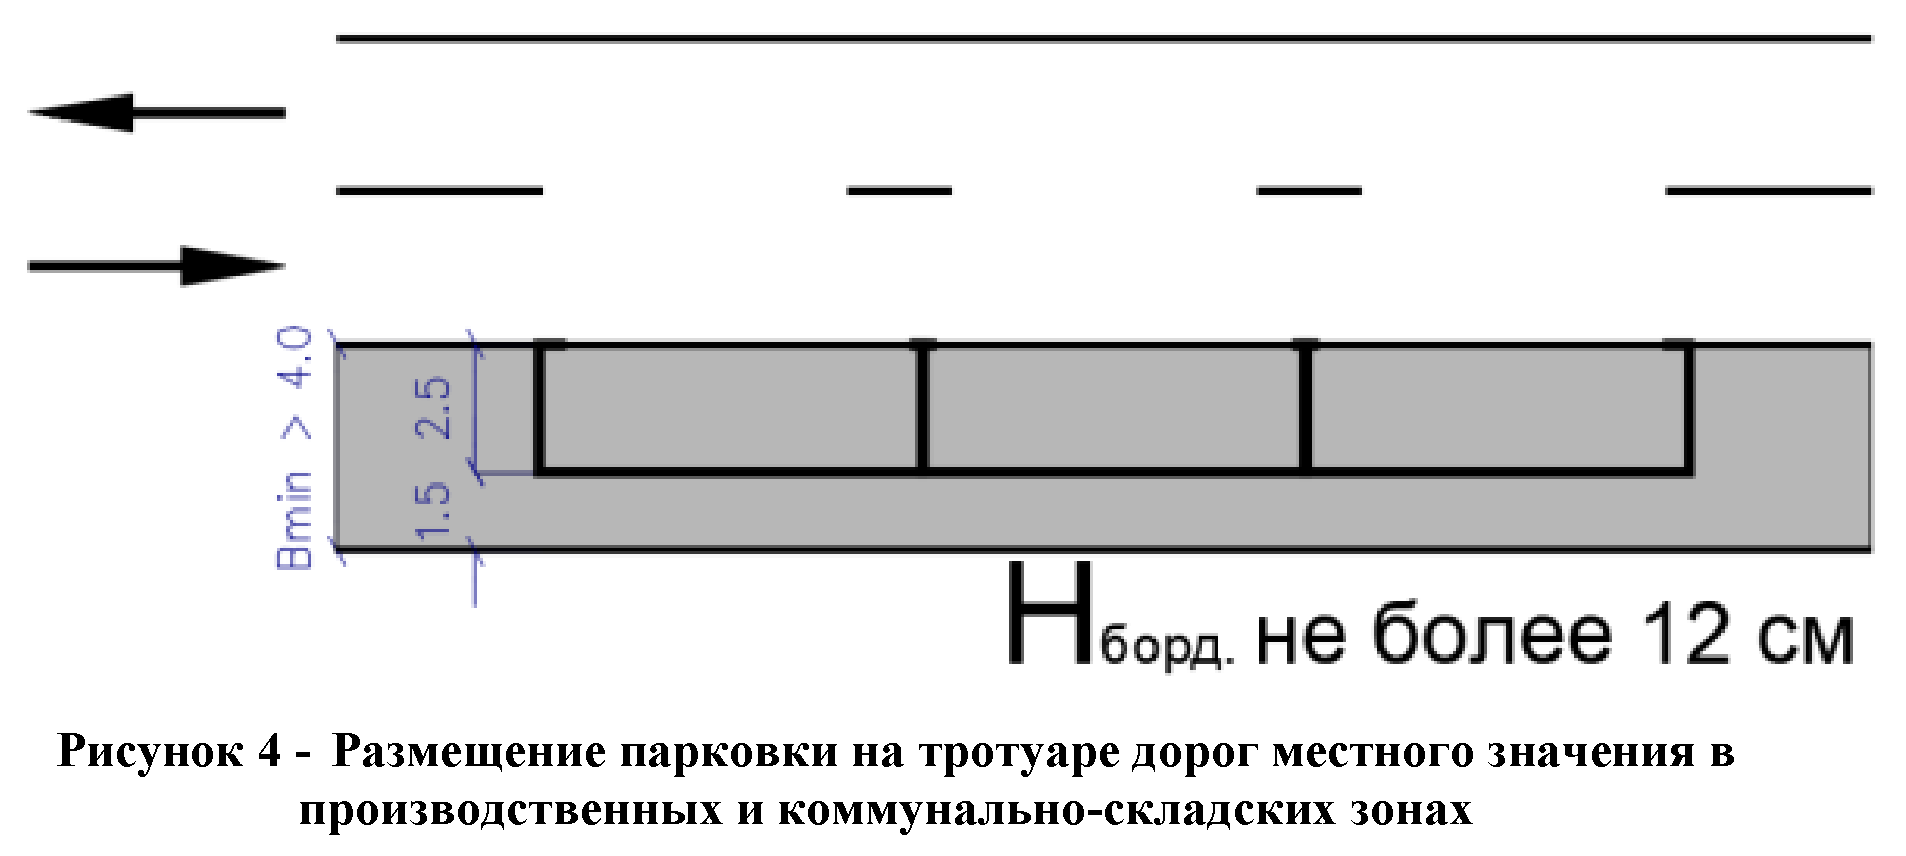 Bmin > 4.0
2.5
1.5
Hборд. не более 12 см
Рисунок 4 - Размещение парковки на тротуаре дорог местного значения в
производственных и коммунально-складских зонах